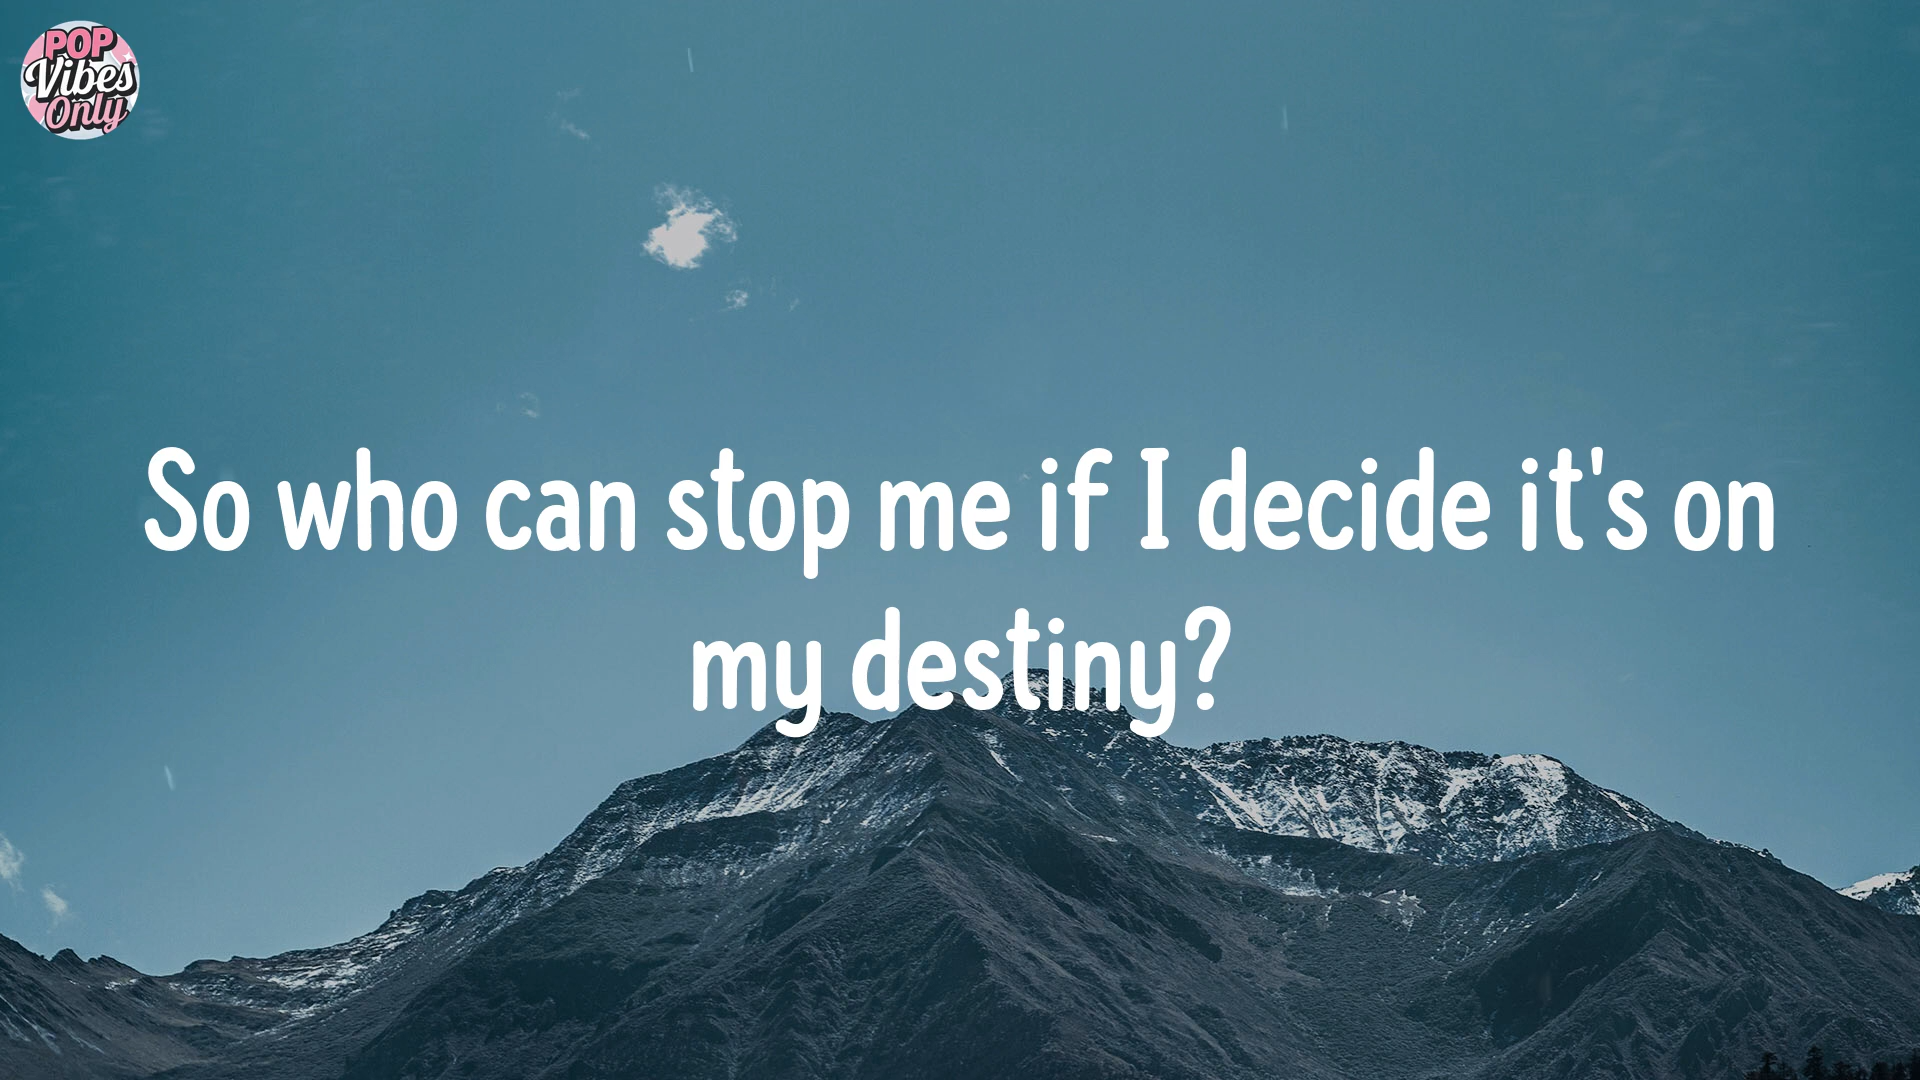 POP
Vibes
Only
So who can stop me if I decide it's on
my destiny?